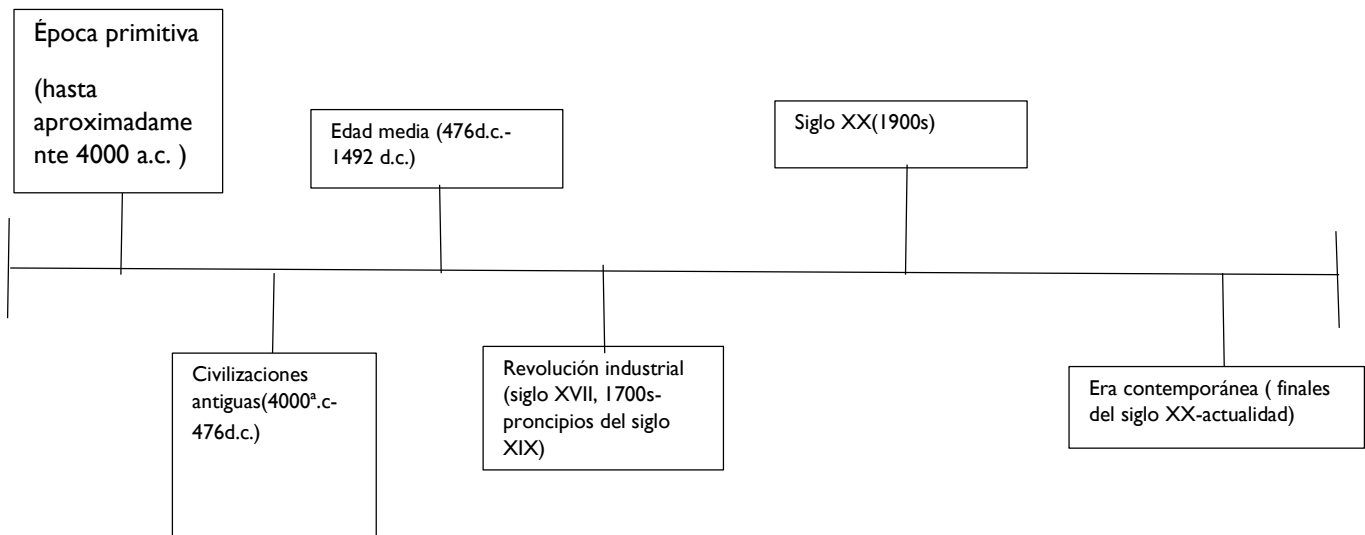 Época primitiva
(hasta
aproximadame
nte 4000 a.c. )
Edad media (476d.c.-
1492 d.c.)
Siglo XX(1900s)
Civilizaciones
antiguas(4000ª.c-
476d.c.)
Revolución industrial
(siglo XVII, 1700s-
proncipios del siglo
XIX)
Era contemporánea ( finales
del siglo XX-actualidad)